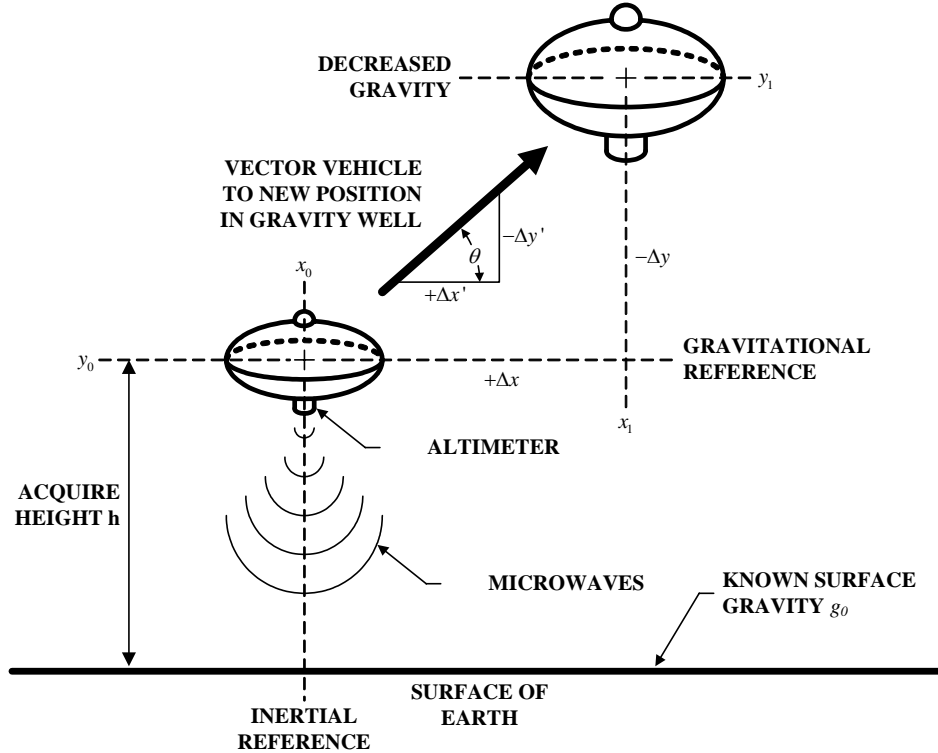 DECREASED
GRAVITY
y₁
VECTOR VEHICLE
TO NEW POSITION
IN GRAVITY WELL
−Δy'
θ
+Δx'
−Δy
x₀
y₀
+Δx
GRAVITATIONAL
REFERENCE
x₁
ALTIMETER
ACQUIRE
HEIGHT h
MICROWAVES
KNOWN SURFACE
GRAVITY g₀
SURFACE OF
EARTH
INERTIAL
REFERENCE